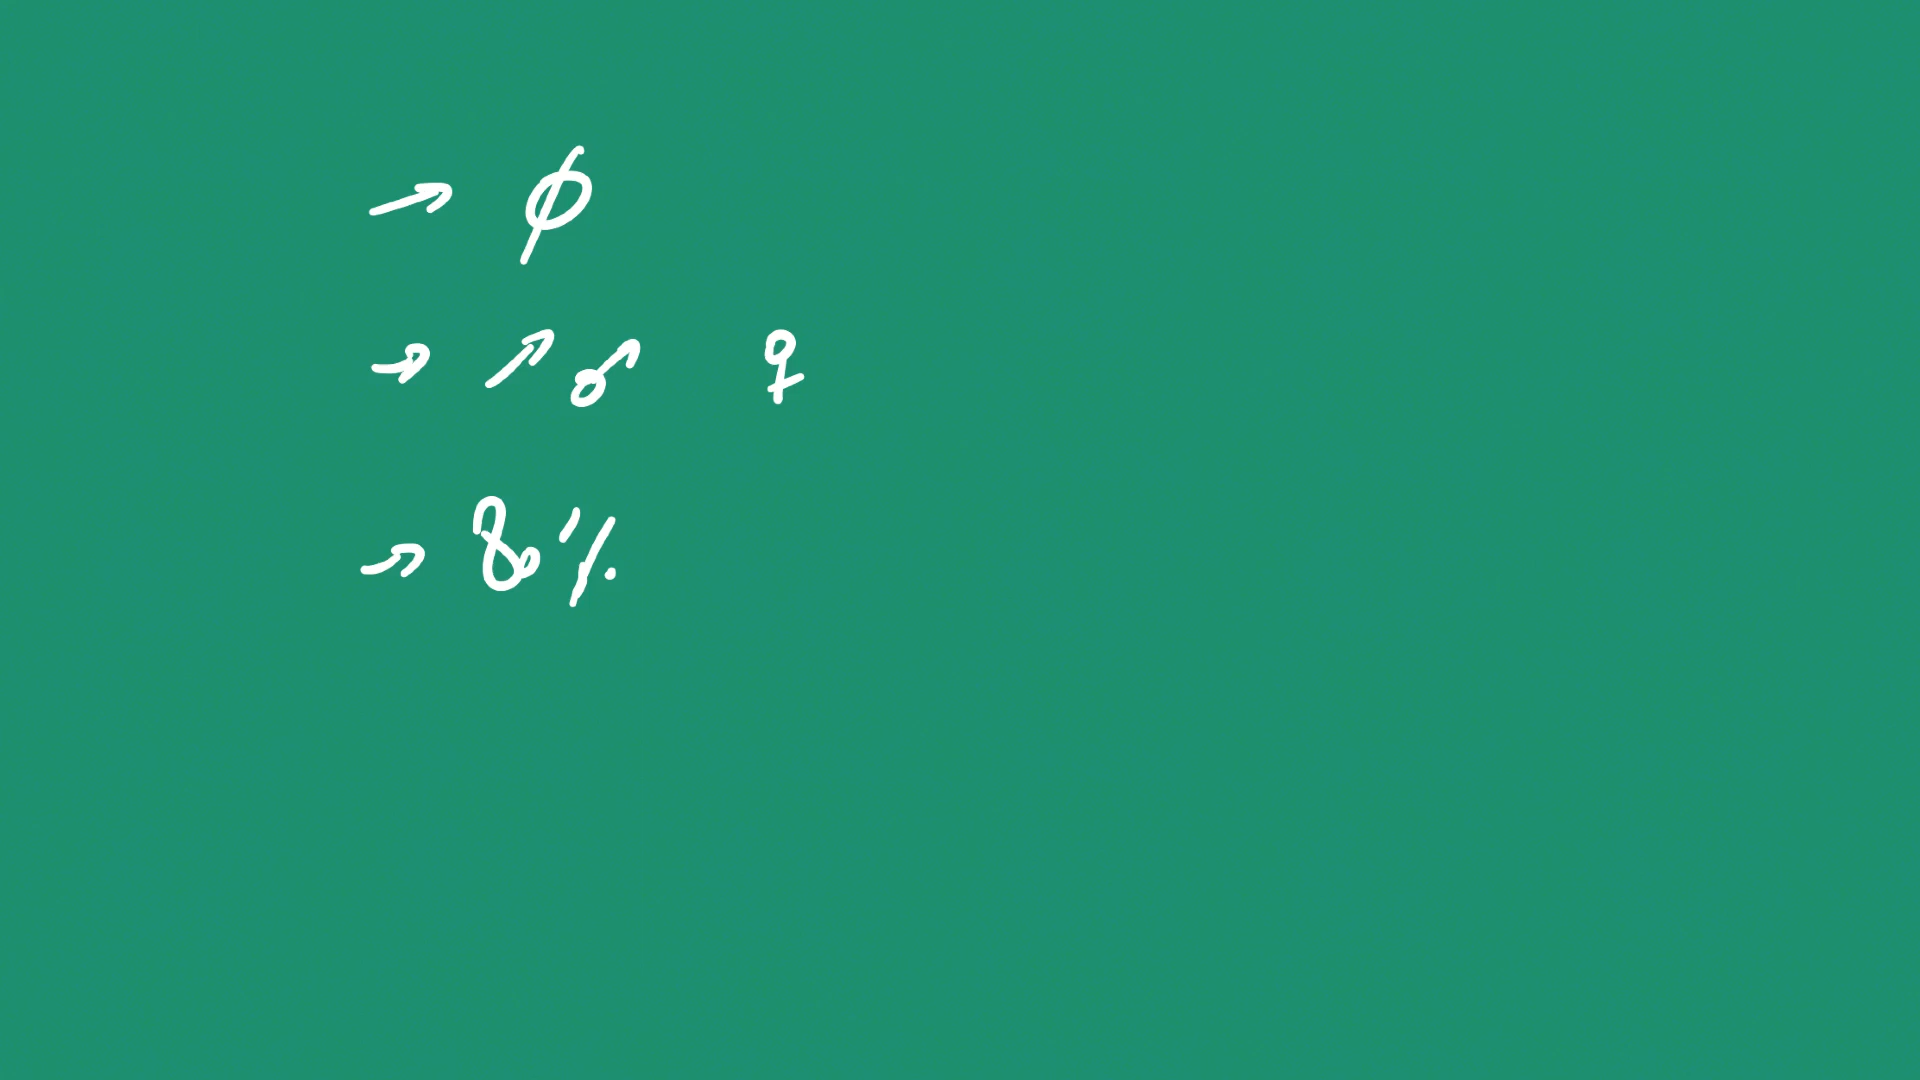 → φ
→ ↗ ♂ ♀
→ 80%